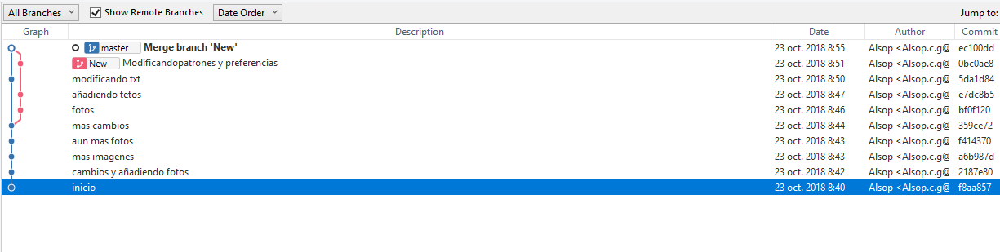 All Branches Show Remote Branches Date Order Jump to:
Graph Description Date Author Commit
master Merge branch 'New' 23 oct. 2018 8:55 Alsop <Alsop.c.g@ ec100dd
New Modificandopatrones y preferencias 23 oct. 2018 8:51 Alsop <Alsop.c.g@ 0bc0ae8
modificando txt 23 oct. 2018 8:50 Alsop <Alsop.c.g@ 5da1d84
añadiendo tetos 23 oct. 2018 8:47 Alsop <Alsop.c.g@ e7dc8b5
fotos 23 oct. 2018 8:46 Alsop <Alsop.c.g@ bf0f120
mas cambios 23 oct. 2018 8:44 Alsop <Alsop.c.g@ 359ce72
aun mas fotos 23 oct. 2018 8:43 Alsop <Alsop.c.g@ f414370
mas imagenes 23 oct. 2018 8:43 Alsop <Alsop.c.g@ a6b987d
cambios y añadiendo fotos 23 oct. 2018 8:42 Alsop <Alsop.c.g@ 2187e80
inicio 23 oct. 2018 8:40 Alsop <Alsop.c.g@ f8aa857